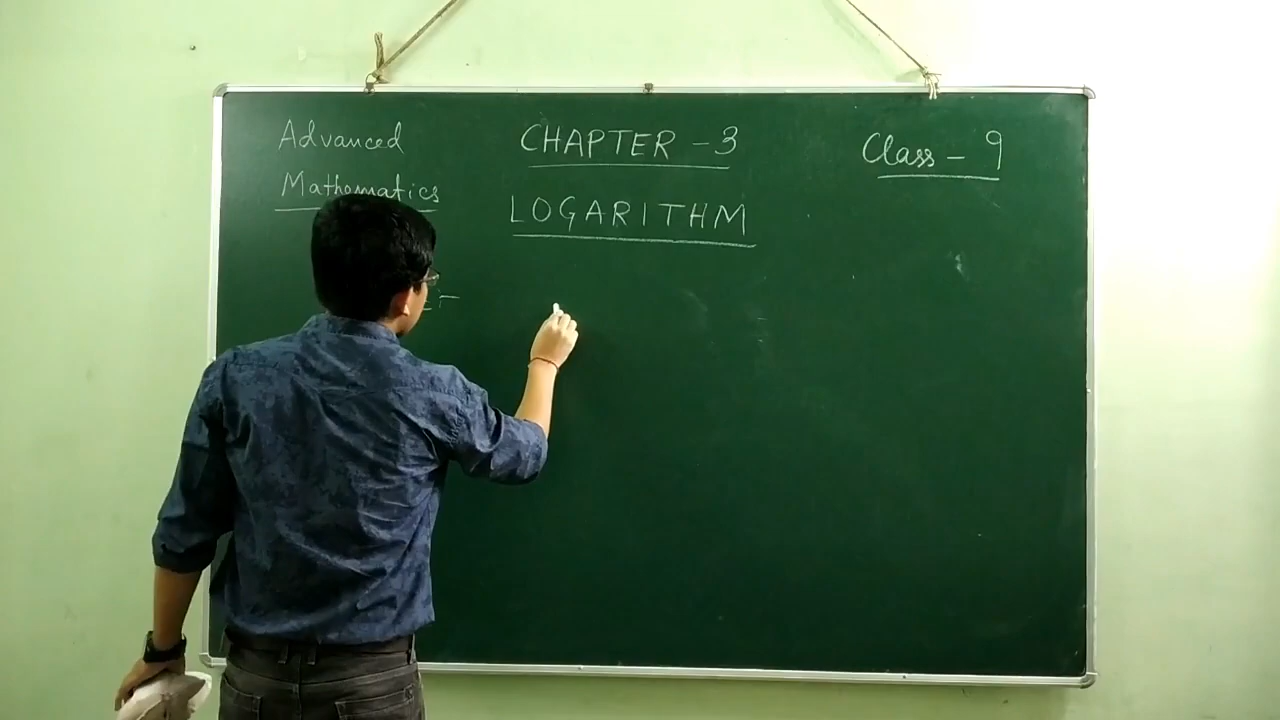 Advanced
Mathematics
CHAPTER - 3
LOGARITHM
Class - 9